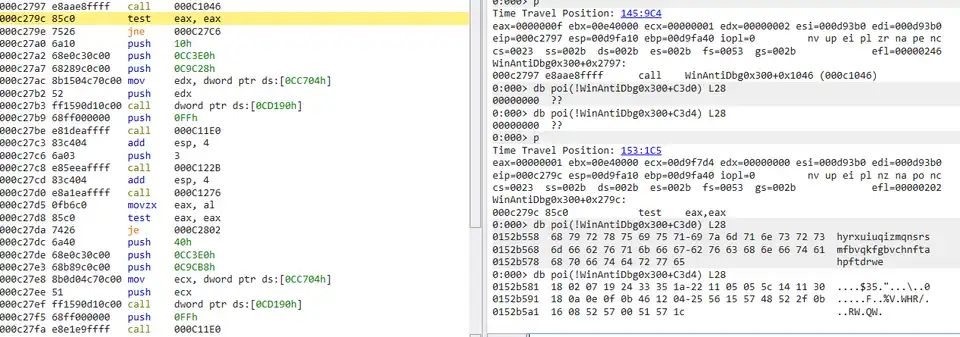 000c2797 e8aae8ffff call 000C1046
000c279c 85c0 test eax, eax
000c279e 7526 jne 000C27C6
000c27a0 6a10 push 10h
000c27a2 68e0c30c00 push 0CC3E0h
000c27a7 68289c0c00 push 0C9C28h
000c27ac 8b1504c70c00 mov edx, dword ptr ds:[0CC704h]
000c27b2 52 push edx
000c27b3 ff1590d10c00 call dword ptr ds:[0CD190h]
000c27b9 68ff000000 push 0FFh
000c27be e81deaffff call 000C11E0
000c27c3 83c404 add esp, 4
000c27c6 6a03 push 3
000c27c8 e85eeaffff call 000C122B
000c27cd 83c404 add esp, 4
000c27d0 e8a1eaffff call 000C1276
000c27d5 0fb6c0 movzx eax, al
000c27d8 85c0 test eax, eax
000c27da 7426 je 000C2802
000c27dc 6a40 push 40h
000c27de 68e0c30c00 push 0CC3E0h
000c27e3 68b89c0c00 push 0C9CB8h
000c27e8 8b0d04c70c00 mov ecx, dword ptr ds:[0CC704h]
000c27ee 51 push ecx
000c27ef ff1590d10c00 call dword ptr ds:[0CD190h]
000c27f5 68ff000000 push 0FFh
000c27fa e8e1e9ffff call 000C11E0
0:000> p
Time Travel Position: 145:9C4
eax=0000000f ebx=00e40000 ecx=00000001 edx=00000002 esi=000d93b0 edi=000d93b0
eip=000c2797 esp=00d9fa10 ebp=00d9fa40 iopl=0 nv up ei pl zr na pe nc
cs=0023 ss=002b ds=002b es=002b fs=0053 gs=002b efl=00000246
WinAntiDbg0x300+0x2797:
000c2797 e8aae8ffff call WinAntiDbg0x300+0x1046 (000c1046)
0:000> db poi(!WinAntiDbg0x300+C3d0) L28
00000000 ??
0:000> db poi(!WinAntiDbg0x300+C3d4) L28
00000000 ??
0:000> p
Time Travel Position: 153:1C5
eax=00000001 ebx=00e40000 ecx=00d9f7d4 edx=00000000 esi=000d93b0 edi=000d93b0
eip=000c279c esp=00d9fa10 ebp=00d9fa40 iopl=0 nv up ei pl nz na po nc
cs=0023 ss=002b ds=002b es=002b fs=0053 gs=002b efl=00000202
WinAntiDbg0x300+0x279c:
000c279c 85c0 test eax,eax
0:000> db poi(!WinAntiDbg0x300+C3d0) L28
0152b558 68 79 72 78 75 69 75 71-69 7a 6d 71 6e 73 72 73 hyrxuiuqizmqnsrs
0152b568 6d 66 62 76 71 6b 66 67-62 76 63 68 6e 66 74 61 mfbvqkfgbvchnfta
0152b578 68 70 66 74 64 72 77 65 hpftdrwe
0:000> db poi(!WinAntiDbg0x300+C3d4) L28
0152b581 18 02 07 19 24 33 35 1a-22 11 05 05 5c 14 11 30 ....$35."...\..0
0152b591 18 0a 0e 0f 0b 46 12 04-25 56 15 57 48 52 2f 0b .....F..%V.WHR/.
0152b5a1 16 08 52 57 00 51 57 1c ..RW.QW.